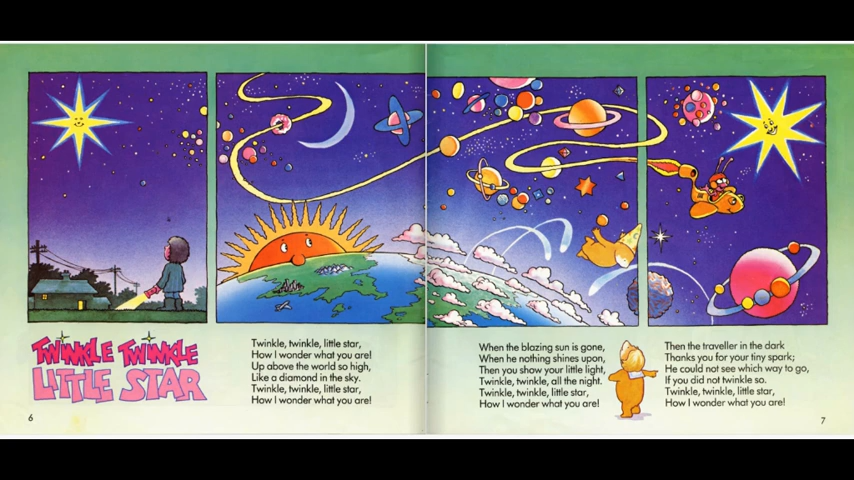 TWINKLE TWINKLE
LITTLE STAR
Twinkle, twinkle, little star,
How I wonder what you are!
Up above the world so high,
Like a diamond in the sky.
Twinkle, twinkle, little star,
How I wonder what you are!
When the blazing sun is gone,
When he nothing shines upon,
Then you show your little light,
Twinkle, twinkle, all the night.
Twinkle, twinkle, little star,
How I wonder what you are!
Then the traveller in the dark
Thanks you for your tiny spark;
He could not see which way to go,
If you did not twinkle so.
Twinkle, twinkle, little star,
How I wonder what you are!
6
7